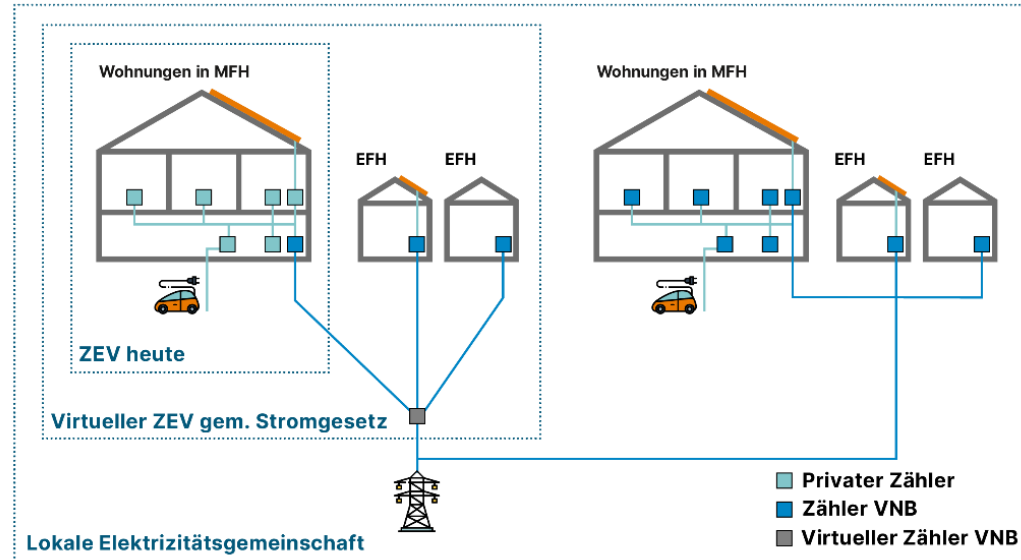 Wohnungen in MFH
Wohnungen in MFH
EFH
EFH
EFH
EFH
ZEV heute
Virtueller ZEV gem. Stromgesetz
Privater Zähler
Zähler VNB
Virtueller Zähler VNB
Lokale Elektrizitätsgemeinschaft